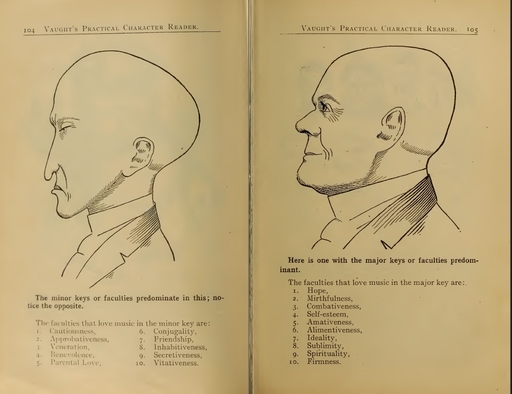 104 VAUGHT'S PRACTICAL CHARACTER READER.
The minor keys or faculties predominate in this; no-
tice the opposite.
The faculties that love music in the minor key are:
1. Cautiousness,
2. Approbativeness,
3. Veneration,
4. Benevolence,
5. Parental Love,
6. Conjugality,
7. Friendship,
8. Inhabitiveness,
9. Secretiveness,
10. Vitativeness.
VAUGHT'S PRACTICAL CHARACTER READER. 105
Here is one with the major keys or faculties predom-
inant.
The faculties that love music in the major key are:
1. Hope,
2. Mirthfulness,
3. Combativeness,
4. Self-esteem,
5. Amativeness,
6. Alimentiveness,
7. Ideality,
8. Sublimity,
9. Spirituality,
10. Firmness.